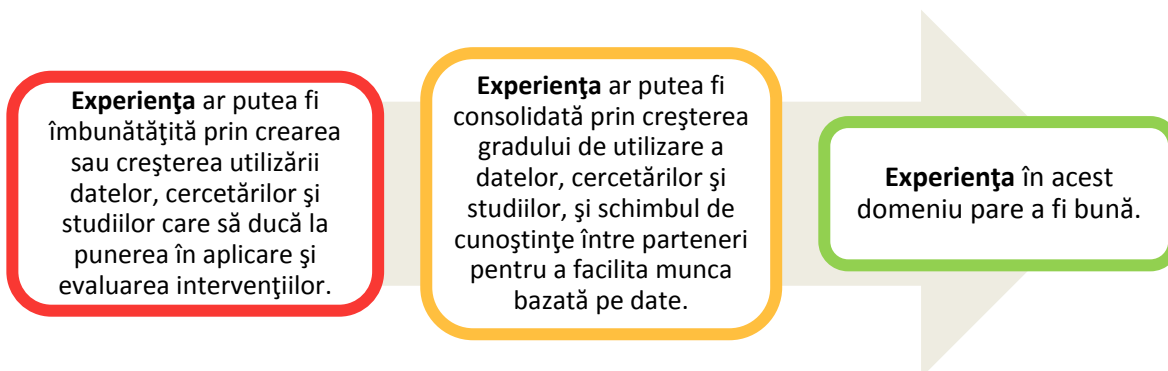 Experienţa ar putea fi
îmbunătăţită prin crearea
sau creşterea utilizării
datelor, cercetărilor şi
studiilor care să ducă la
punerea în aplicare şi
evaluarea intervenţiilor.
Experienţa ar putea fi
consolidată prin creşterea
gradului de utilizare a
datelor, cercetărilor şi
studiilor, şi schimbul de
cunoştinţe între parteneri
pentru a facilita munca
bazată pe date.
Experienţa în acest
domeniu pare a fi bună.